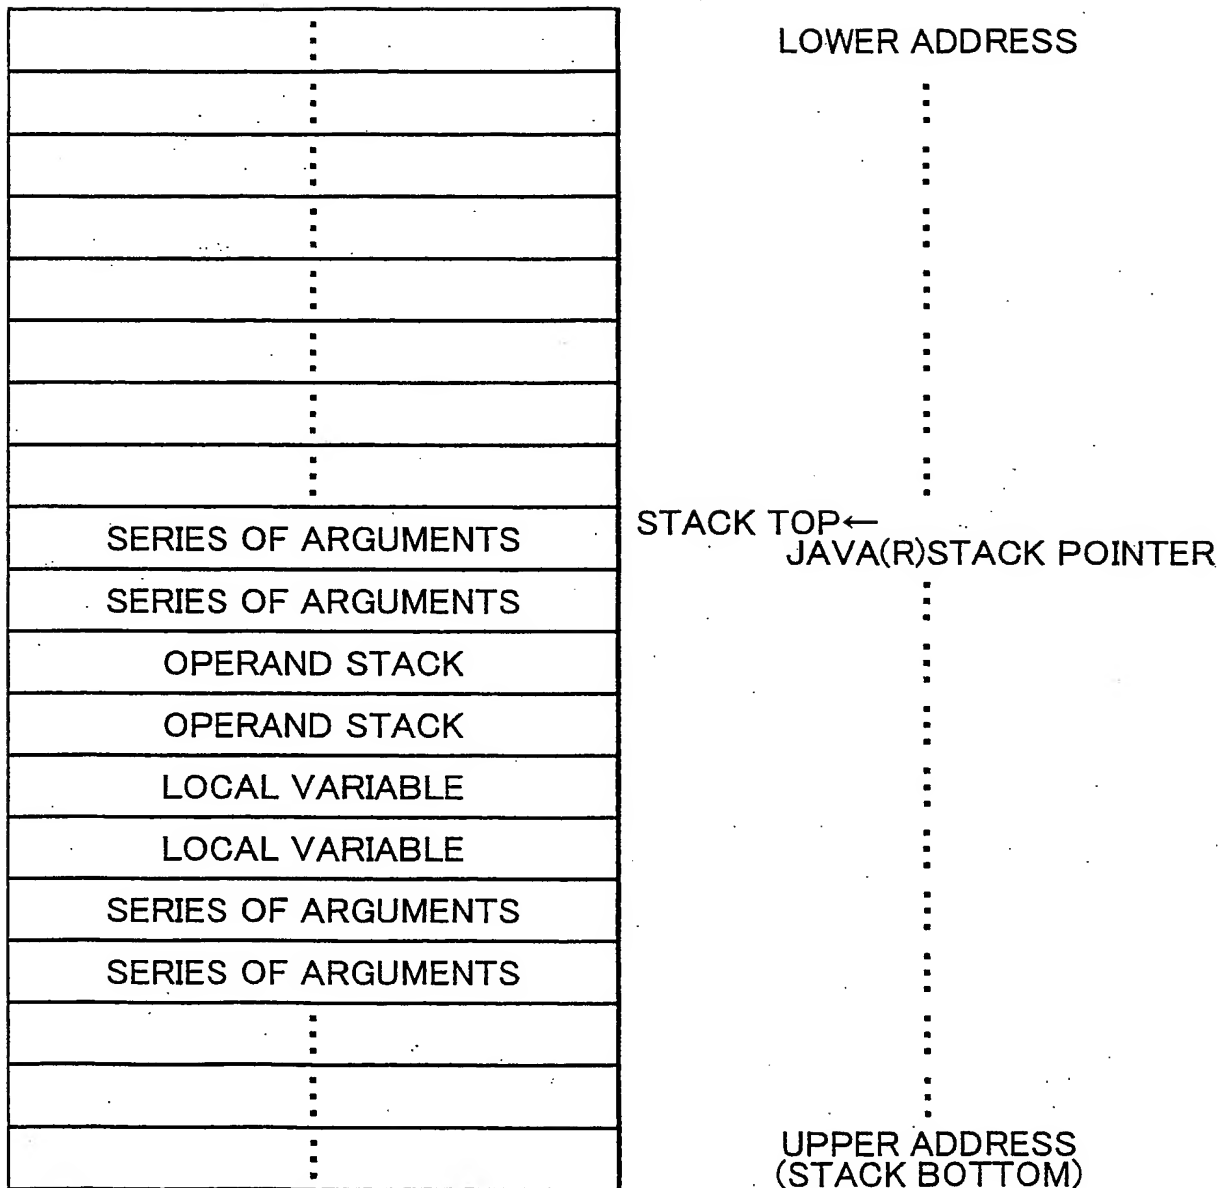 LOWER ADDRESS
SERIES OF ARGUMENTS
STACK TOP←
JAVA(R)STACK POINTER
SERIES OF ARGUMENTS
OPERAND STACK
OPERAND STACK
LOCAL VARIABLE
LOCAL VARIABLE
SERIES OF ARGUMENTS
SERIES OF ARGUMENTS
UPPER ADDRESS
(STACK BOTTOM)